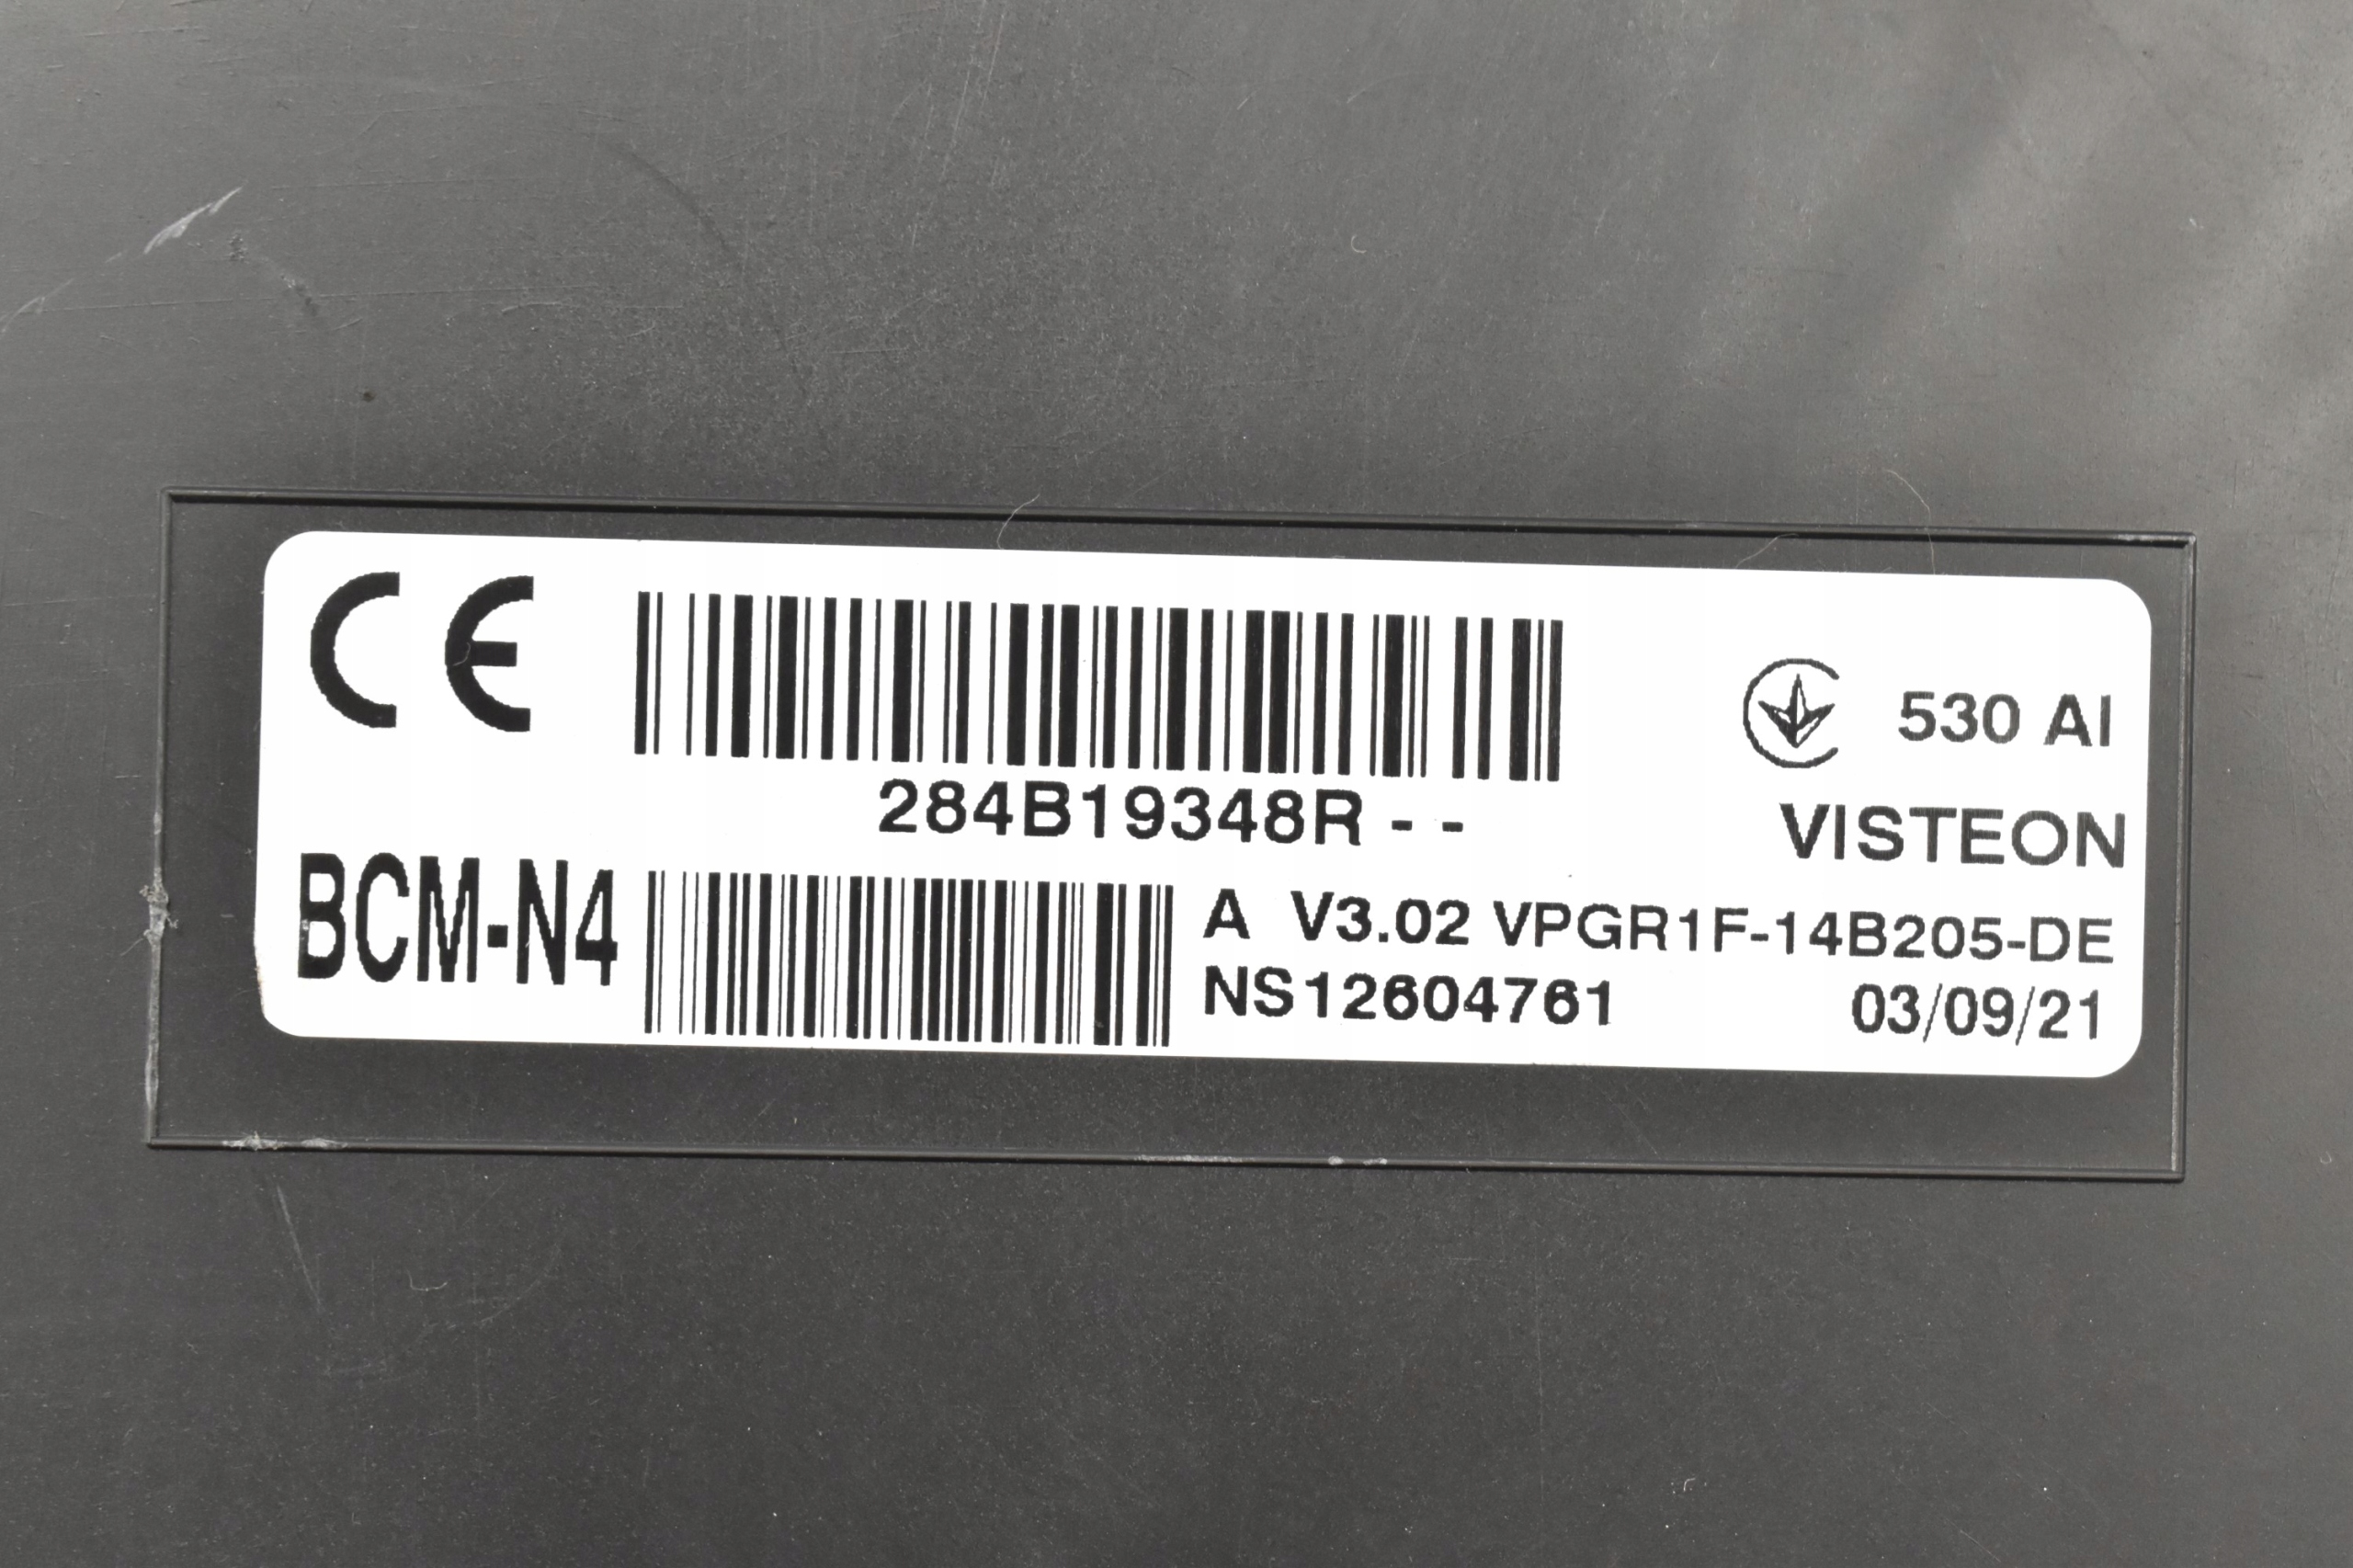 CE
284B19348R - -
530 AI
VISTEON
BCM-N4
A V3.02 VPGR1F-14B205-DE
NS12604761 03/09/21